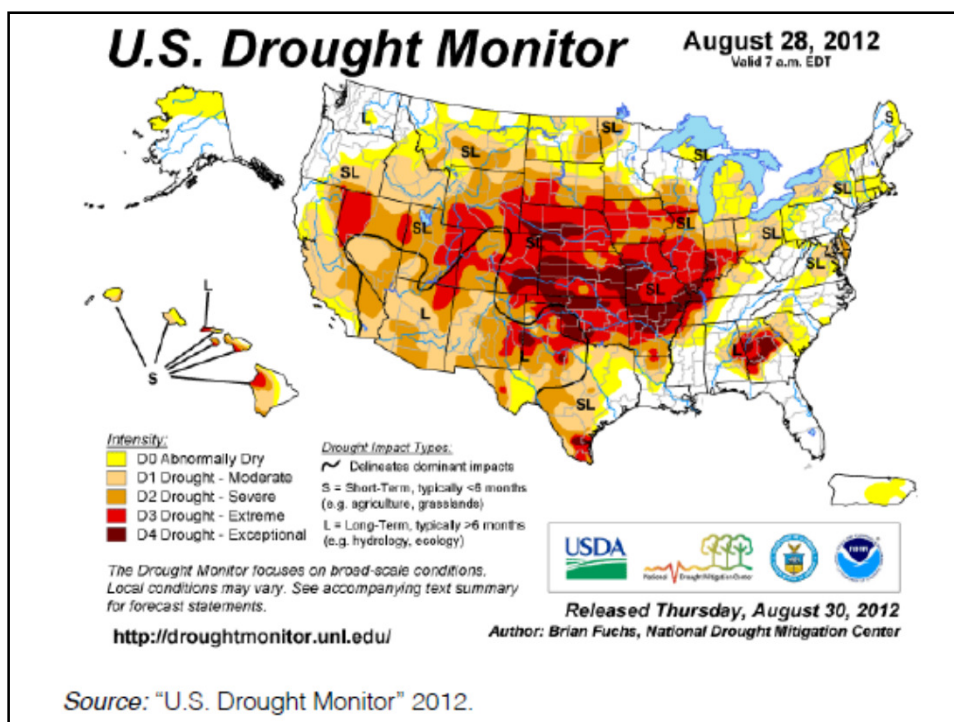 U.S. Drought Monitor
August 28, 2012
Valid 7 a.m. EDT
L
SL
SL
SL
SL
S
SL
SL
SL
SL
SL
SL
SL
L
L
L
SL
L
S
Intensity:
D0 Abnormally Dry
D1 Drought - Moderate
D2 Drought - Severe
D3 Drought - Extreme
D4 Drought - Exceptional
Drought Impact Types:
Delineates dominant impacts
S = Short-Term, typically <6 months
(e.g. agriculture, grasslands)
L = Long-Term, typically >6 months
(e.g. hydrology, ecology)
USDA
National Drought Mitigation Center
The Drought Monitor focuses on broad-scale conditions.
Local conditions may vary. See accompanying text summary
for forecast statements.
http://droughtmonitor.unl.edu/
Released Thursday, August 30, 2012
Author: Brian Fuchs, National Drought Mitigation Center
Source: “U.S. Drought Monitor” 2012.